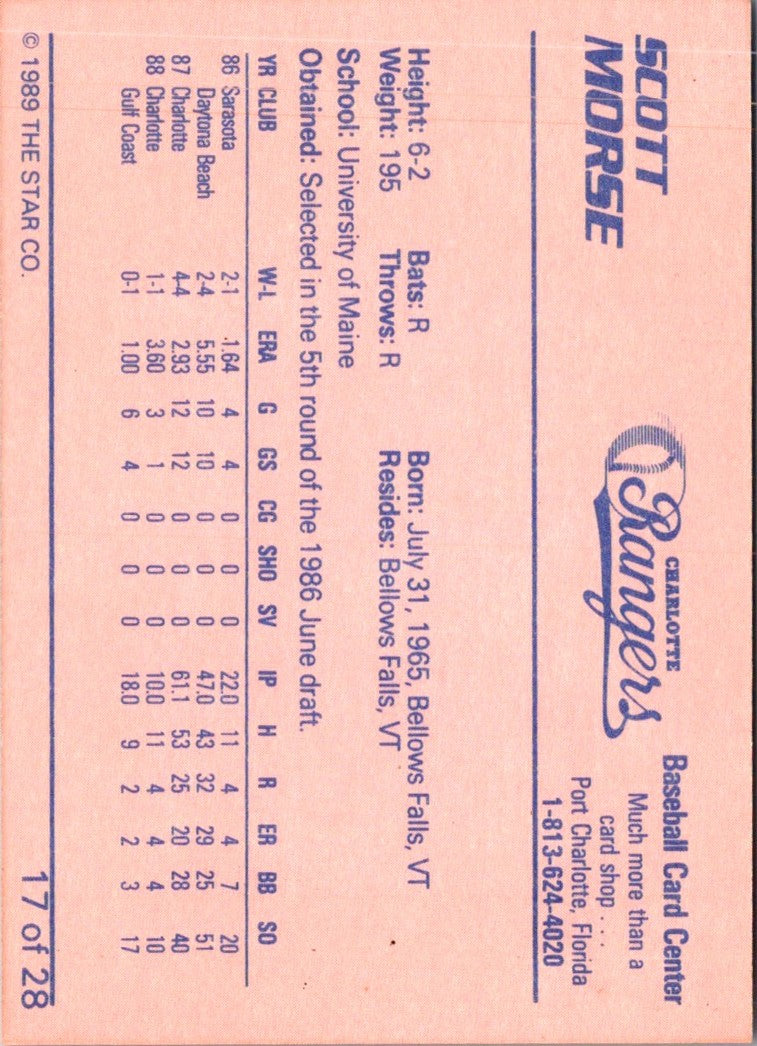 SCOTT
MORSE
CHARLOTTE
Rangers
Baseball Card Center
Much more than a
card shop . . .
Port Charlotte, Florida
1-813-624-4020
Height: 6-2 Bats: R Born: July 31, 1965, Bellows Falls, VT
Weight: 195 Throws: R Resides: Bellows Falls, VT
School: University of Maine
Obtained: Selected in the 5th round of the 1986 June draft.
YR CLUB W-L ERA G GS CG SHO SV IP H R ER BB SO
86 Sarasota 2-1 .1.64 4 4 0 0 0 22.0 11 4 4 7 20
Daytona Beach 2-4 5.55 10 10 0 0 0 47.0 43 32 29 25 51
87 Charlotte 4-4 2.93 12 12 0 0 0 61.1 53 25 20 28 40
88 Charlotte 1-1 3.60 3 1 0 0 0 10.0 11 4 4 4 10
Gulf Coast 0-1 1.00 6 4 0 0 0 18.0 9 2 2 3 17
© 1989 THE STAR CO. 17 of 28